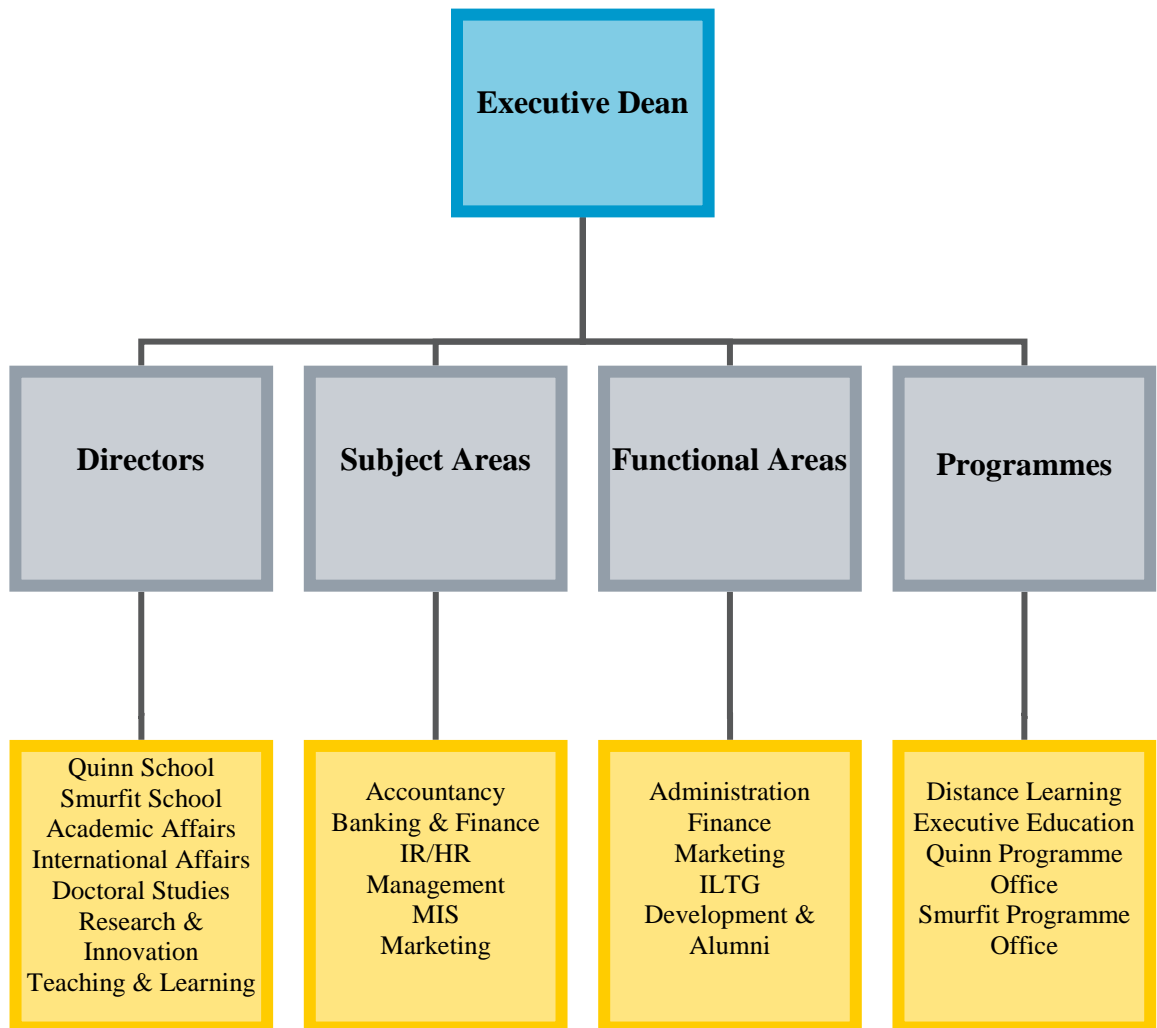 Executive Dean
Directors
Subject Areas
Functional Areas
Programmes
Quinn School
Smurfit School
Academic Affairs
International Affairs
Doctoral Studies
Research &
Innovation
Teaching & Learning
Accountancy
Banking & Finance
IR/HR
Management
MIS
Marketing
Administration
Finance
Marketing
ILTG
Development &
Alumni
Distance Learning
Executive Education
Quinn Programme
Office
Smurfit Programme
Office